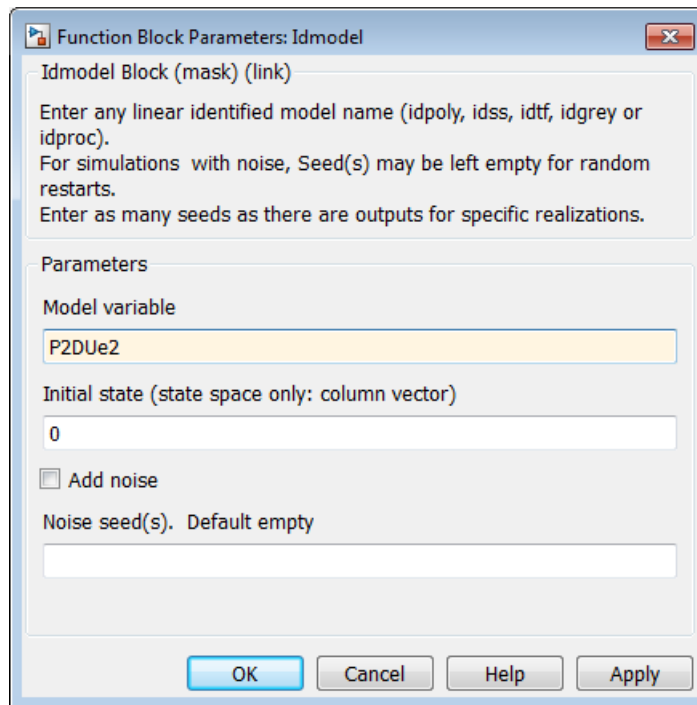 Function Block Parameters: Idmodel
Idmodel Block (mask) (link)
Enter any linear identified model name (idpoly, idss, idtf, idgrey or
idproc).
For simulations  with noise, Seed(s) may be left empty for random
restarts.
Enter as many seeds as there are outputs for specific realizations.
Parameters
Model variable
P2DUe2
Initial state (state space only: column vector)
0
Add noise
Noise seed(s).  Default empty
OK Cancel Help Apply